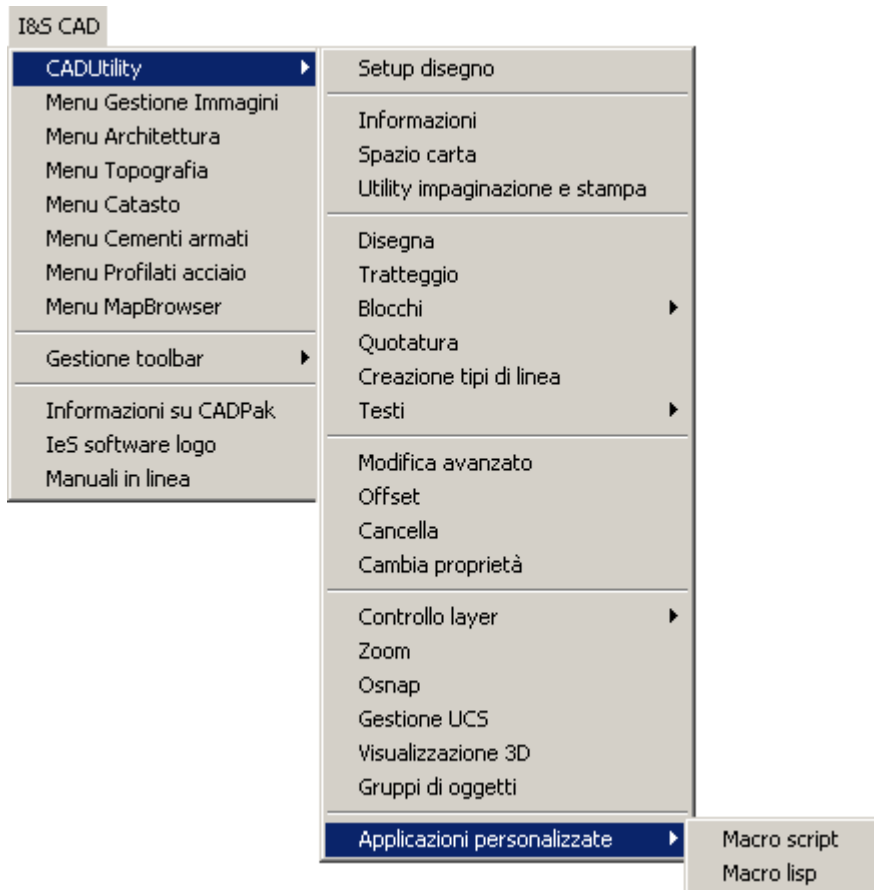 I&S CAD
CADUtility
Menu Gestione Immagini
Menu Architettura
Menu Topografia
Menu Catasto
Menu Cementi armati
Menu Profilati acciaio
Menu MapBrowser
Gestione toolbar
Informazioni su CADPak
IeS software logo
Manuali in linea
Setup disegno
Informazioni
Spazio carta
Utility impaginazione e stampa
Disegna
Tratteggio
Blocchi
Quotatura
Creazione tipi di linea
Testi
Modifica avanzato
Offset
Cancella
Cambia proprietà
Controllo layer
Zoom
Osnap
Gestione UCS
Visualizzazione 3D
Gruppi di oggetti
Applicazioni personalizzate
Macro script
Macro lisp